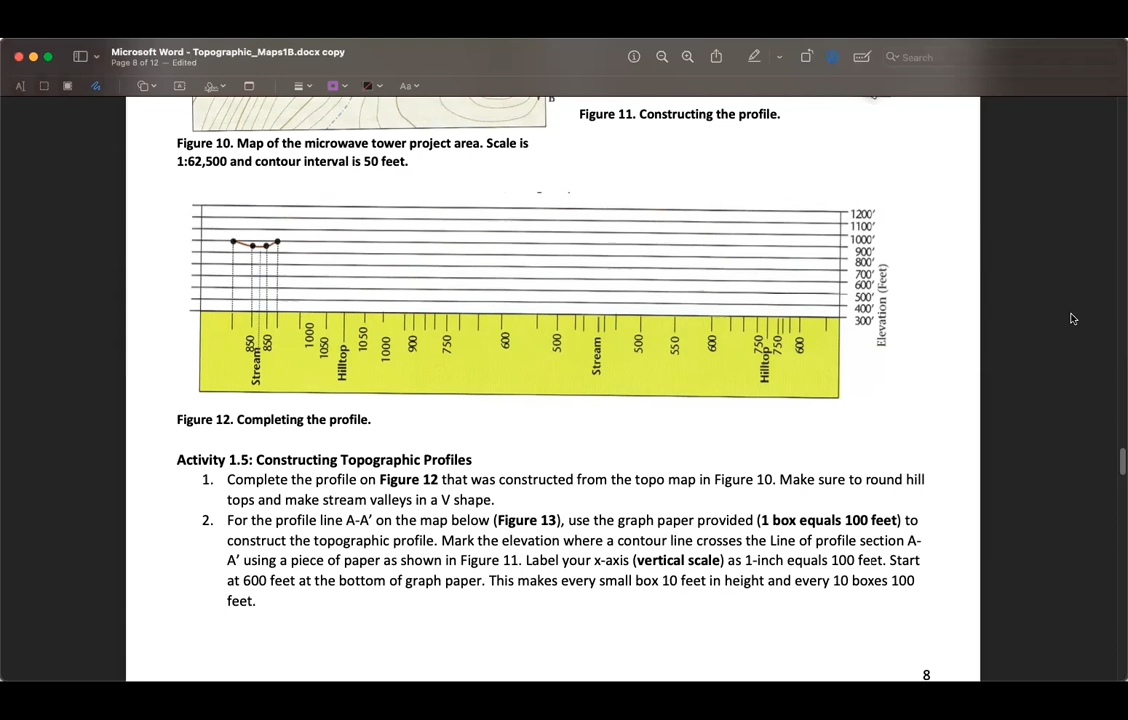 Microsoft Word - Topographic_Maps1B.docx copy
Page 8 of 12 — Edited
Search
Aa
B
Figure 11. Constructing the profile.
Figure 10. Map of the microwave tower project area. Scale is
1:62,500 and contour interval is 50 feet.
1200'
1100'
1000'
900'
800'
700'
600'
500'
400'
300'
Elevation (Feet)
850
Stream
850
1000
1050
Hilltop
1050
1000
900
750
600
500
Stream
500
550
600
750
Hilltop
750
600
Figure 12. Completing the profile.
Activity 1.5: Constructing Topographic Profiles
1. Complete the profile on Figure 12 that was constructed from the topo map in Figure 10. Make sure to round hill
tops and make stream valleys in a V shape.
2. For the profile line A-A’ on the map below (Figure 13), use the graph paper provided (1 box equals 100 feet) to
construct the topographic profile. Mark the elevation where a contour line crosses the Line of profile section A-
A’ using a piece of paper as shown in Figure 11. Label your x-axis (vertical scale) as 1-inch equals 100 feet. Start
at 600 feet at the bottom of graph paper. This makes every small box 10 feet in height and every 10 boxes 100
feet.
8